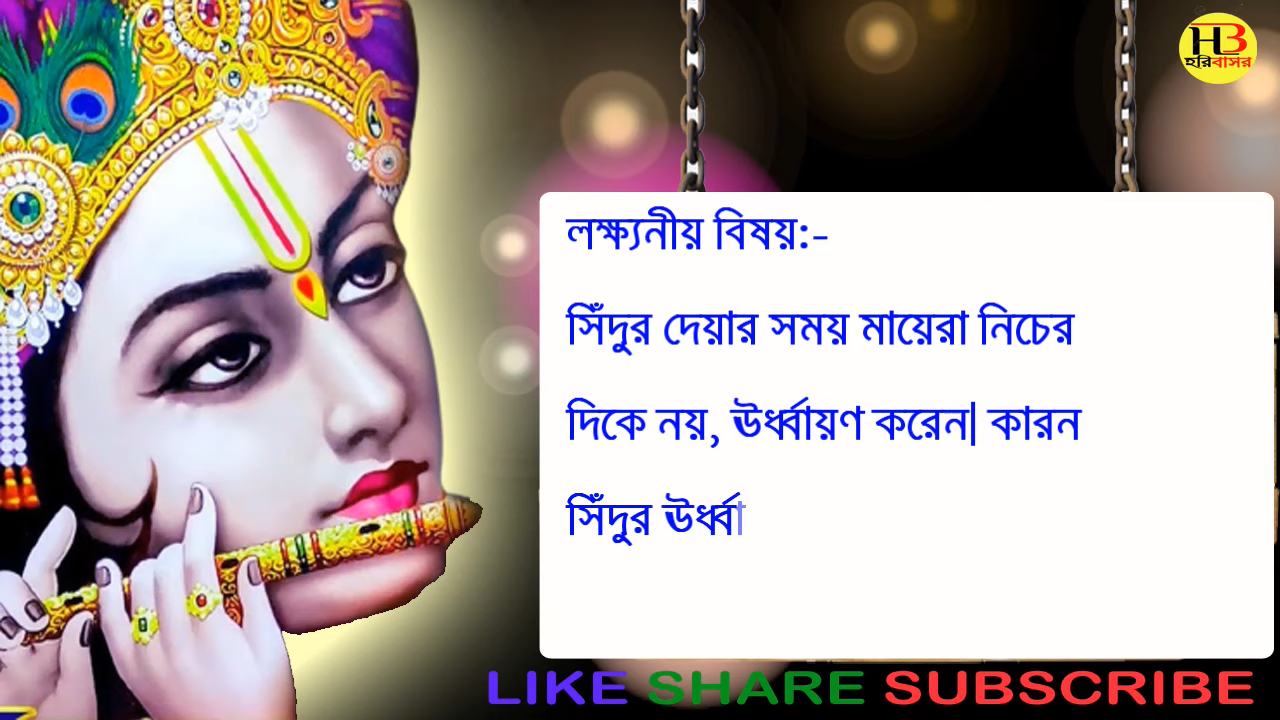 HB
হরিবাসর
লক্ষ্যনীয় বিষয়:-
সিঁদুর দেয়ার সময় মায়েরা নিচের
দিকে নয়, ঊর্ধ্বায়ণ করেন| কারন
সিঁদুর ঊর্ধ্বা
LIKE SHARE SUBSCRIBE